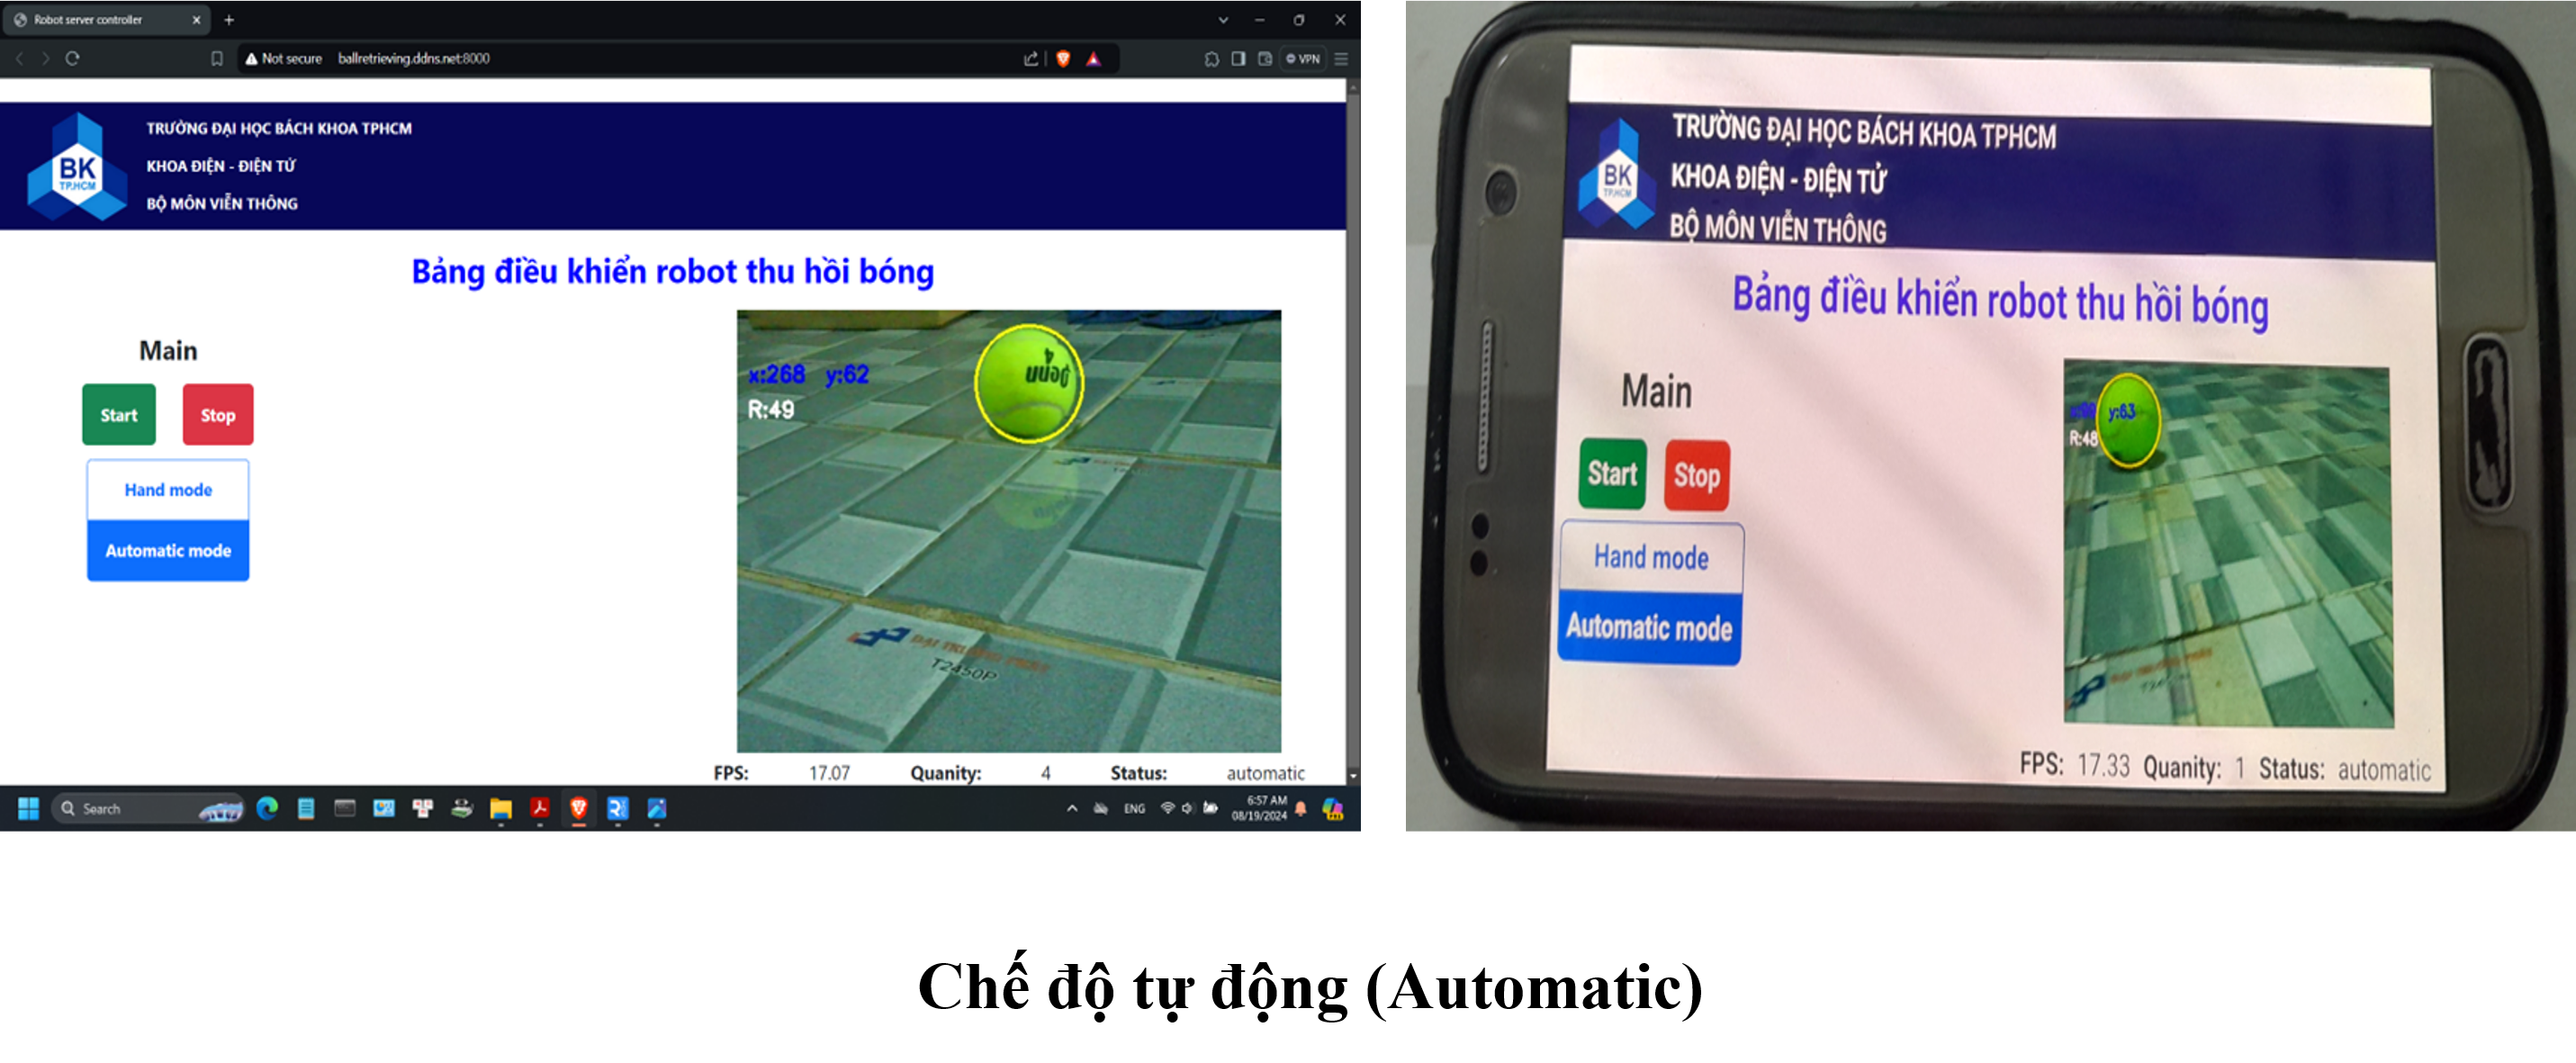 Robot server controller
Not secure ballretrieving.ddns.net:8000
VPN
BK
TP.HCM
TRƯỜNG ĐẠI HỌC BÁCH KHOA TPHCM
KHOA ĐIỆN - ĐIỆN TỬ
BỘ MÔN VIỄN THÔNG
Bảng điều khiển robot thu hồi bóng
Main
Start Stop
Hand mode
Automatic mode
x:268 y:62
R:49
T2450P
FPS: 17.07 Quanity: 4 Status: automatic
Search
ENG
6:57 AM
08/19/2024
BK
TP.HCM
TRƯỜNG ĐẠI HỌC BÁCH KHOA TPHCM
KHOA ĐIỆN - ĐIỆN TỬ
BỘ MÔN VIỄN THÔNG
Bảng điều khiển robot thu hồi bóng
Main
Start Stop
Hand mode
Automatic mode
y:63
R:48
FPS: 17.33 Quanity: 1 Status: automatic
Chế độ tự động (Automatic)